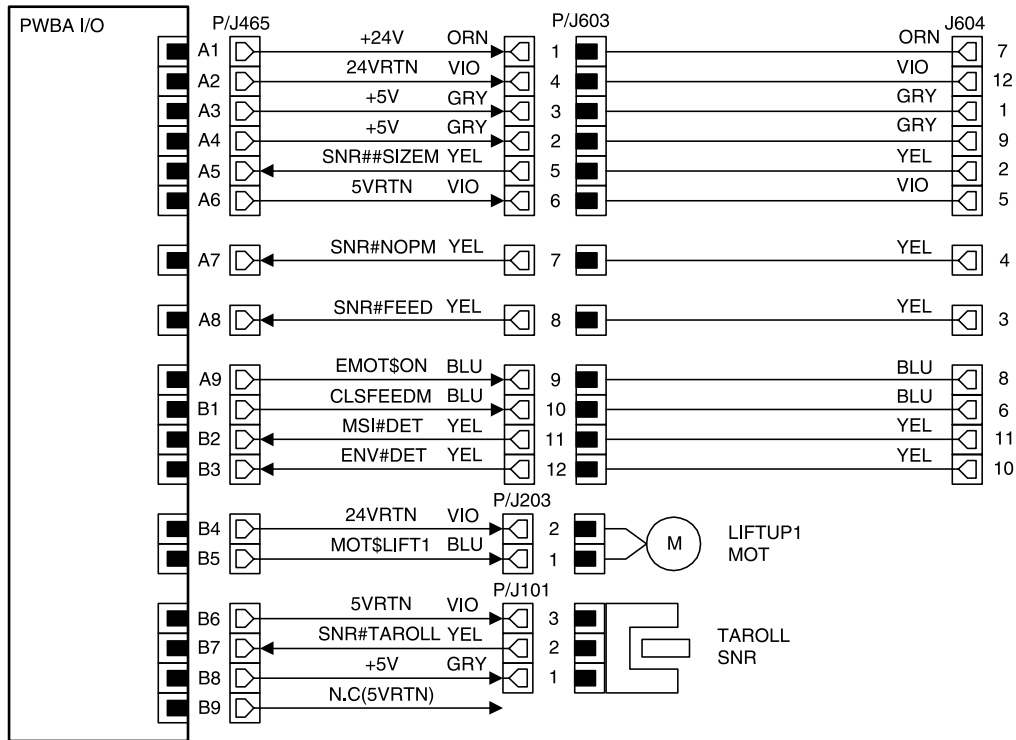 PWBA I/O P/J465 P/J603 J604
A1 +24V ORN 1 ORN 7
A2 24VRTN VIO 4 VIO 12
A3 +5V GRY 3 GRY 1
A4 +5V GRY 2 GRY 9
A5 SNR##SIZEM YEL 5 YEL 2
A6 5VRTN VIO 6 VIO 5
A7 SNR#NOPM YEL 7 YEL 4
A8 SNR#FEED YEL 8 YEL 3
A9 EMOT$ON BLU 9 BLU 8
B1 CLSFEEDM BLU 10 BLU 6
B2 MSI#DET YEL 11 YEL 11
B3 ENV#DET YEL 12 YEL 10
P/J203
B4 24VRTN VIO 2
B5 MOT$LIFT1 BLU 1
M
LIFTUP1
MOT
P/J101
B6 5VRTN VIO 3
B7 SNR#TAROLL YEL 2
B8 +5V GRY 1
TAROLL
SNR
B9 N.C(5VRTN)